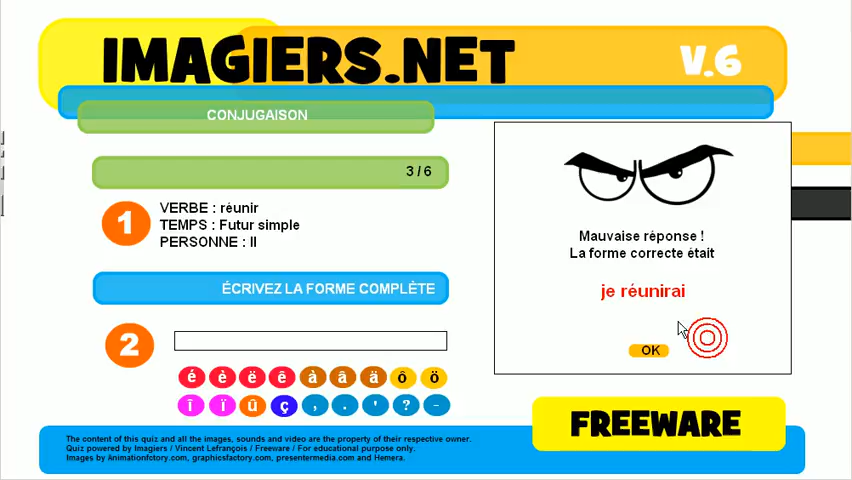 IMAGIERS.NET
V.6
CONJUGAISON
3 / 6
1
VERBE : réunir
TEMPS : Futur simple
PERSONNE : II
ÉCRIVEZ LA FORME COMPLÈTE
2
é è ë ê à â ä ô ö
î ï û ç , . ' ? -
Mauvaise réponse !
La forme correcte était
je réunirai
OK
FREEWARE
The content of this quiz and all the images, sounds and video are the property of their respective owner.
Quiz powered by Imagiers / Vincent Lefrançois / Freeware / For educational purpose only.
Images by Animationfctory.com, graphicsfactory.com, presentermedia.com and Hemera.